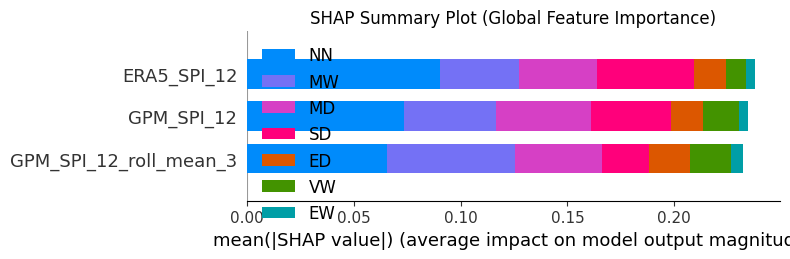 SHAP Summary Plot (Global Feature Importance)
ERA5_SPI_12
GPM_SPI_12
GPM_SPI_12_roll_mean_3
NN
MW
MD
SD
ED
VW
EW
0.00 0.05 0.10 0.15 0.20
mean(|SHAP value|) (average impact on model output magnitud